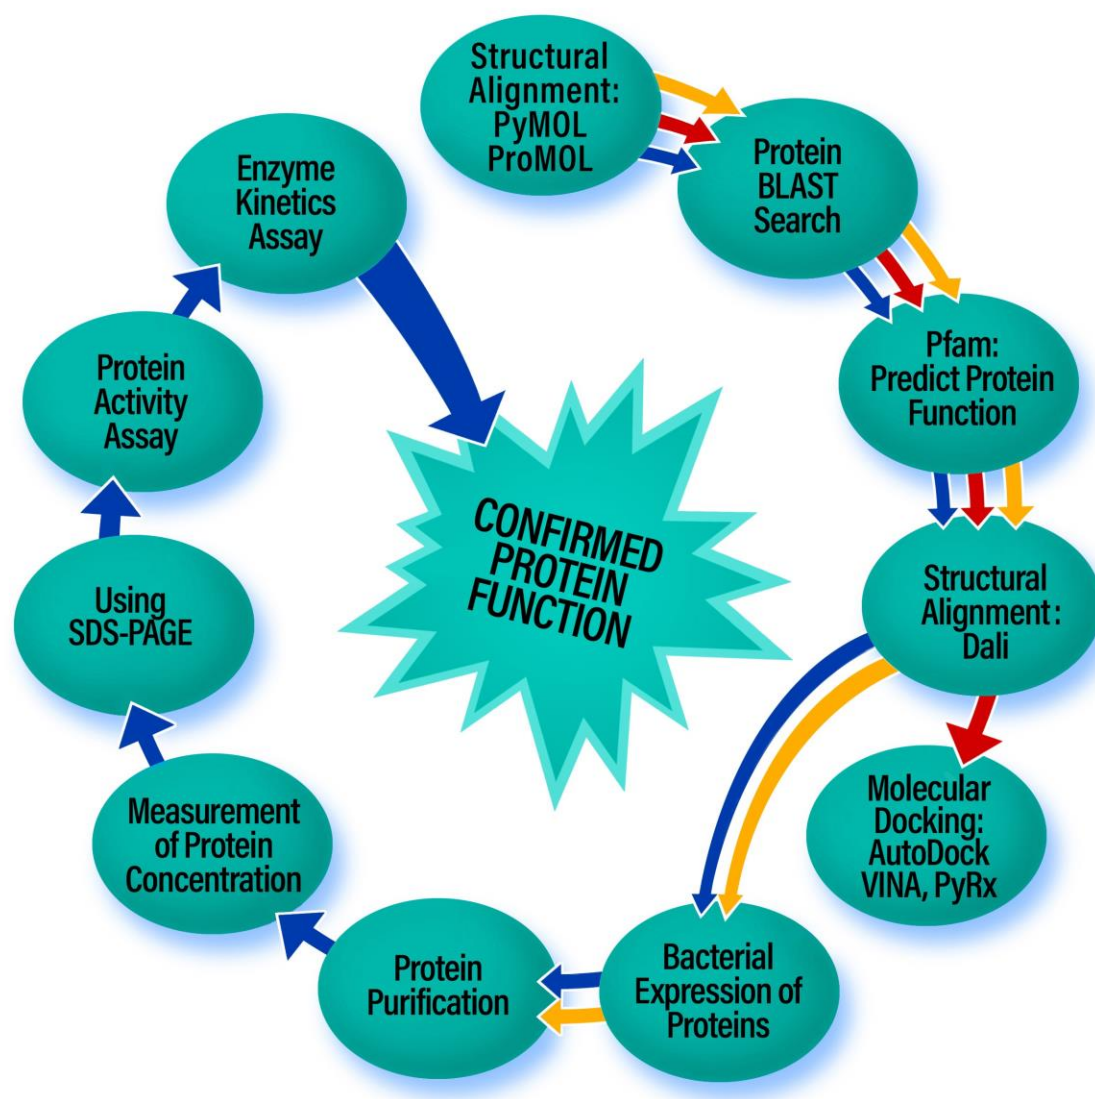 Structural
Alignment:
PyMOL
ProMOL
Protein
BLAST
Search
Pfam:
Predict Protein
Function
Structural
Alignment:
Dali
Molecular
Docking:
AutoDock
VINA, PyRx
Bacterial
Expression of
Proteins
Protein
Purification
Measurement
of Protein
Concentration
Using
SDS-PAGE
Protein
Activity
Assay
Enzyme
Kinetics
Assay
CONFIRMED
PROTEIN
FUNCTION